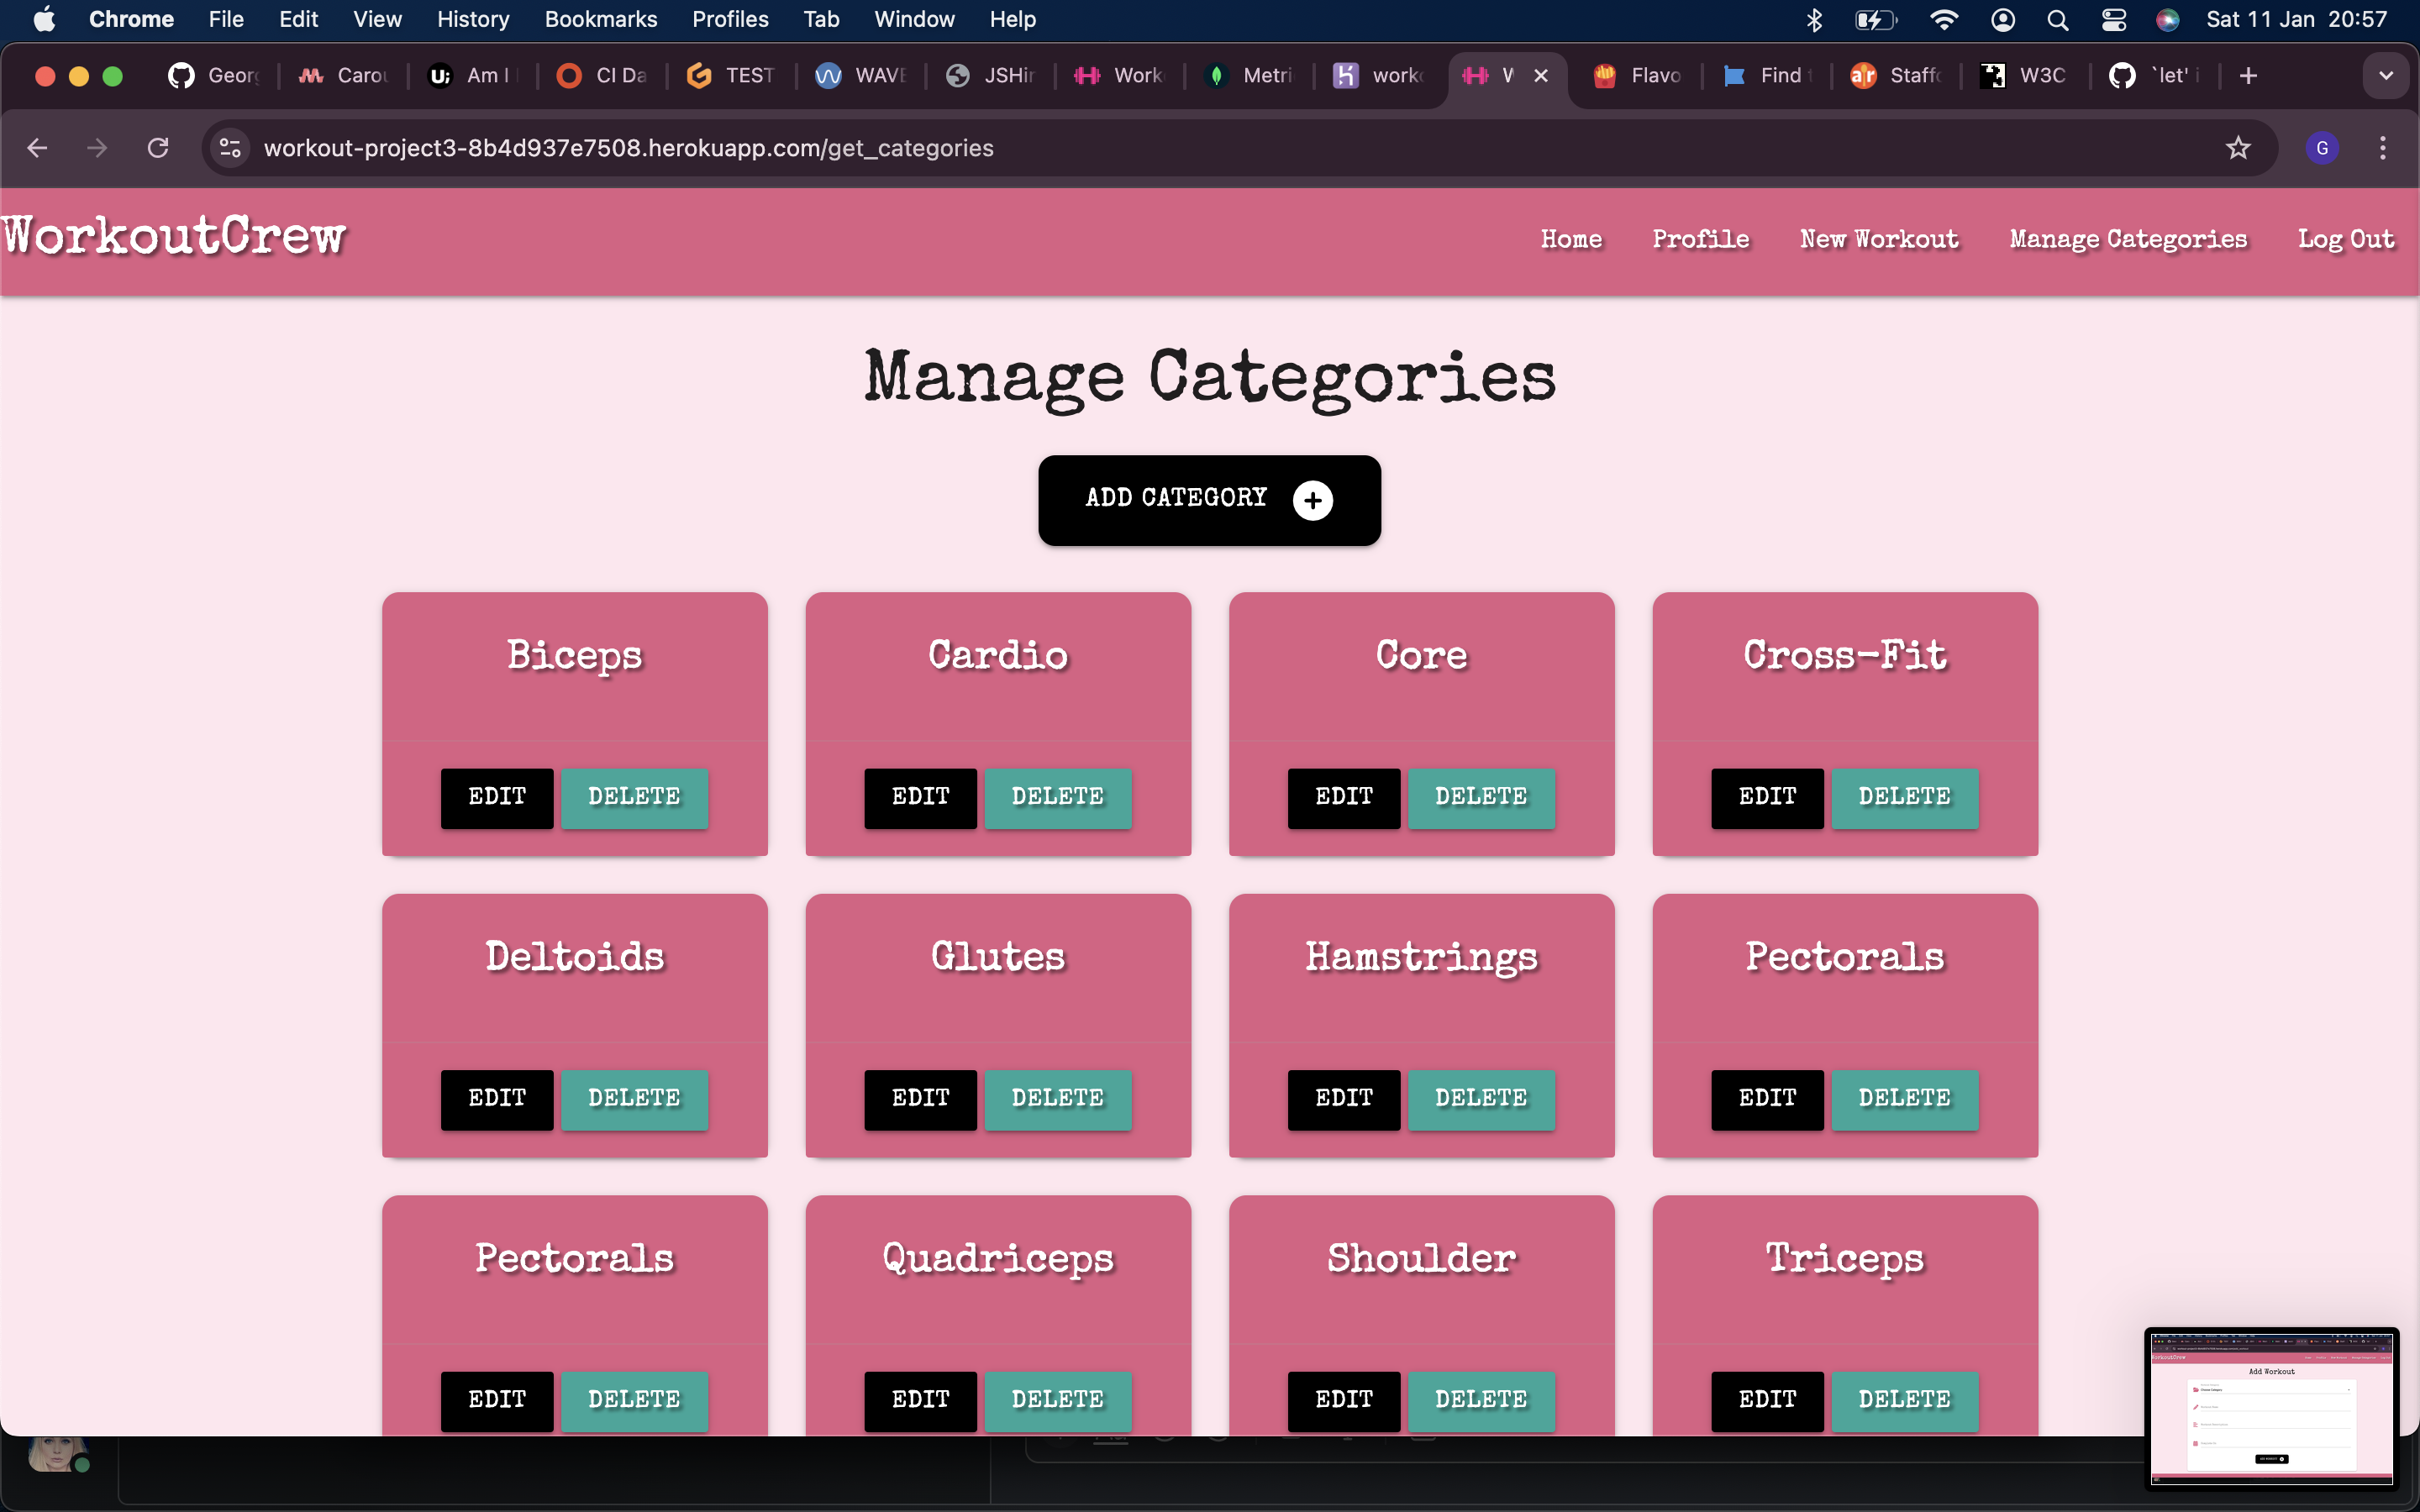 Chrome File Edit View History Bookmarks Profiles Tab Window Help Sat 11 Jan 20:57
Geor Carou Am I CI Da TEST WAVE JSHin Work Metri work W Flavo Find Staff W3C `let' i
workout-project3-8b4d937e7508.herokuapp.com/get_categories G
WorkoutCrew Home Profile New Workout Manage Categories Log Out
Manage Categories
ADD CATEGORY
Biceps Cardio Core Cross-Fit
EDIT DELETE EDIT DELETE EDIT DELETE EDIT DELETE
Deltoids Glutes Hamstrings Pectorals
EDIT DELETE EDIT DELETE EDIT DELETE EDIT DELETE
Pectorals Quadriceps Shoulder Triceps
EDIT DELETE EDIT DELETE EDIT DELETE EDIT DELETE
Add Workout